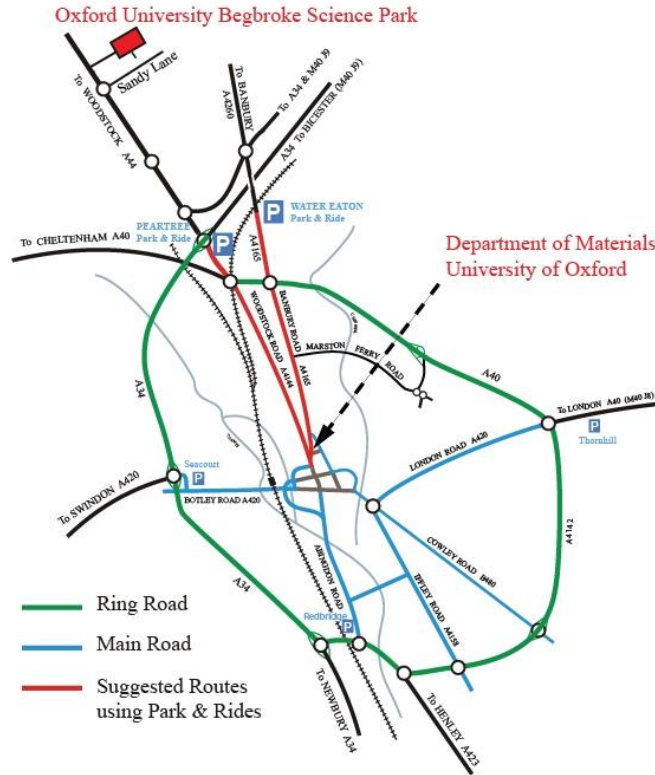 Oxford University Begbroke Science Park
Sandy Lane
To WOODSTOCK A44
To BANBURY
A4260
To A34 & M40 J9
A34 To BICESTER (M40 J9)
WATER EATON
Park & Ride
P
PEARTREE
Park & Ride
P
To CHELTENHAM A40
A4165
Department of Materials
University of Oxford
WOODSTOCK ROAD A4144
BANBURY ROAD A4165
MARSTON FERRY ROAD
A40
A34
To LONDON A40 (M40 J8)
P
Thornhill
LONDON ROAD A420
Seacourt
P
To SWINDON A420
BOTLEY ROAD A420
A4142
COWLEY ROAD B480
ABINGDON ROAD
IFFLEY ROAD A4158
A34
Redbridge
P
Ring Road
Main Road
Suggested Routes
using Park & Rides
To NEWBURY
A34
To HENLEY
A423